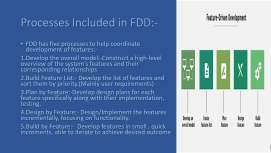 Processes Included in FDD:-
• FDD has five processes to help coordinate
development of features:-
1.Develop the overall model-Construct a high-level
overview of the system's features and their
corresponding relationships
2.Build Feature List:- Develop the list of features and
sort them by priority.(Mainly user requirements)
3.Plan by Feature-Develop design plans for each
feature specifically along with their implementation,
testing.
4.Design by Feature:- Design/Implement the features
incrementally, focusing on functionality.
5.Build by Feature:- Develop features in small , quick
increments, able to iterate to achieve desired outcome
Feature-Driven Development
Develop an
overall model
Create
Feature list
Plan
Feature
Design
Feature
Build
Feature